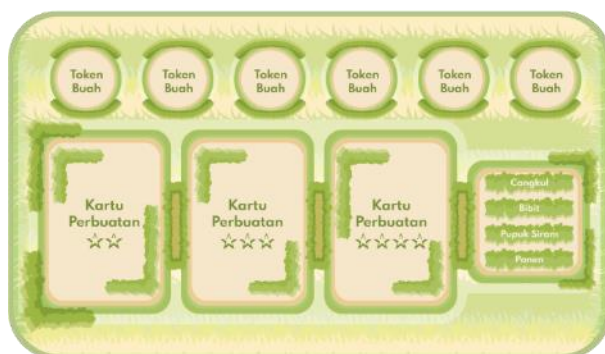 Token
Buah
Token
Buah
Token
Buah
Token
Buah
Token
Buah
Token
Buah
Kartu
Perbuatan
☆☆
Kartu
Perbuatan
☆☆☆
Kartu
Perbuatan
☆☆☆☆
Cangkul
Bibit
Pupuk Siram
Panen